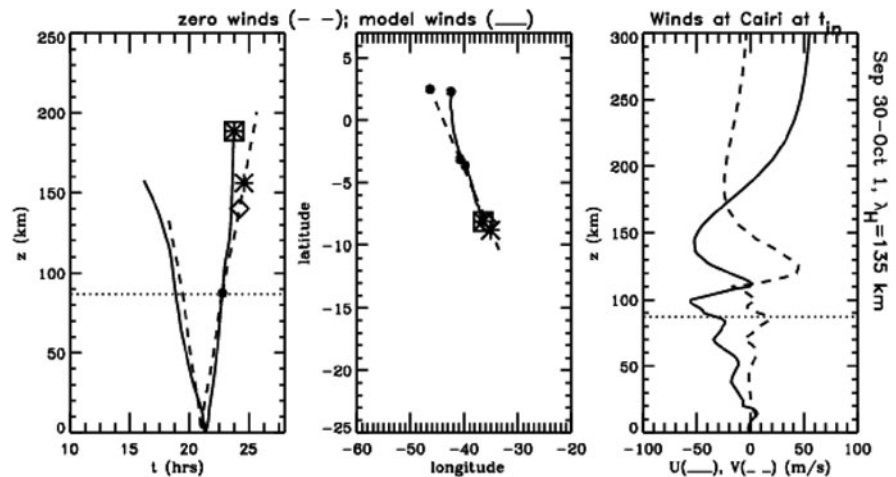 zero winds (- -); model winds (___)
Winds at Cairi at t_in
250
200
150
100
50
0
z (km)
10 15 20 25
t (hrs)
5
0
-5
-10
-15
-20
-25
latitude
-60 -50 -40 -30 -20
longitude
300
250
200
150
100
50
0
z (km)
-100 -50 0 50 100
U(___), V(_ _) (m/s)
Sep 30-Oct 1, λ_H=135 km